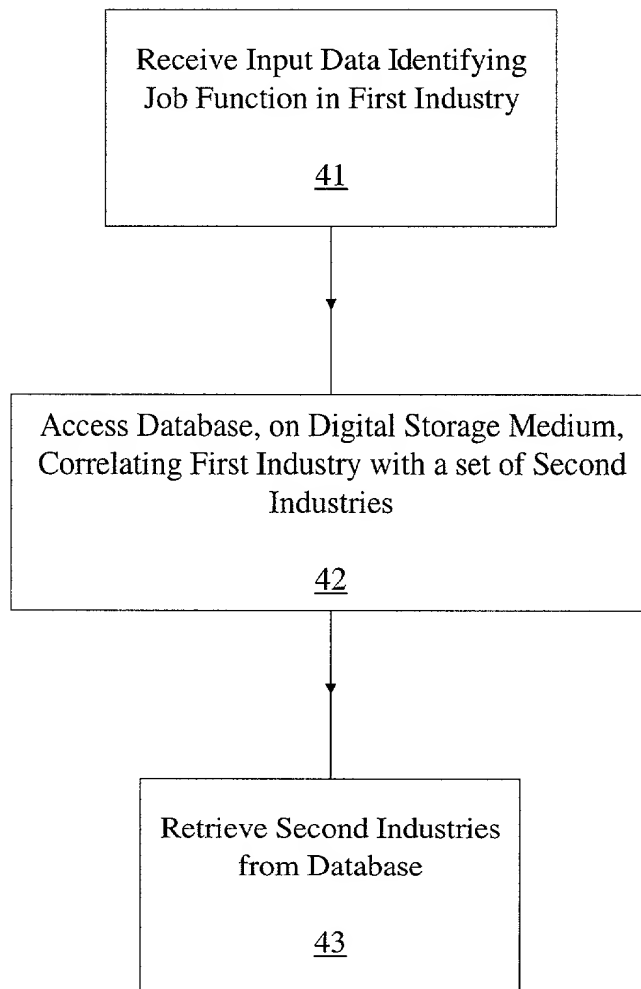 Receive Input Data Identifying
Job Function in First Industry
41
Access Database, on Digital Storage Medium,
Correlating First Industry with a set of Second
Industries
42
Retrieve Second Industries
from Database
43